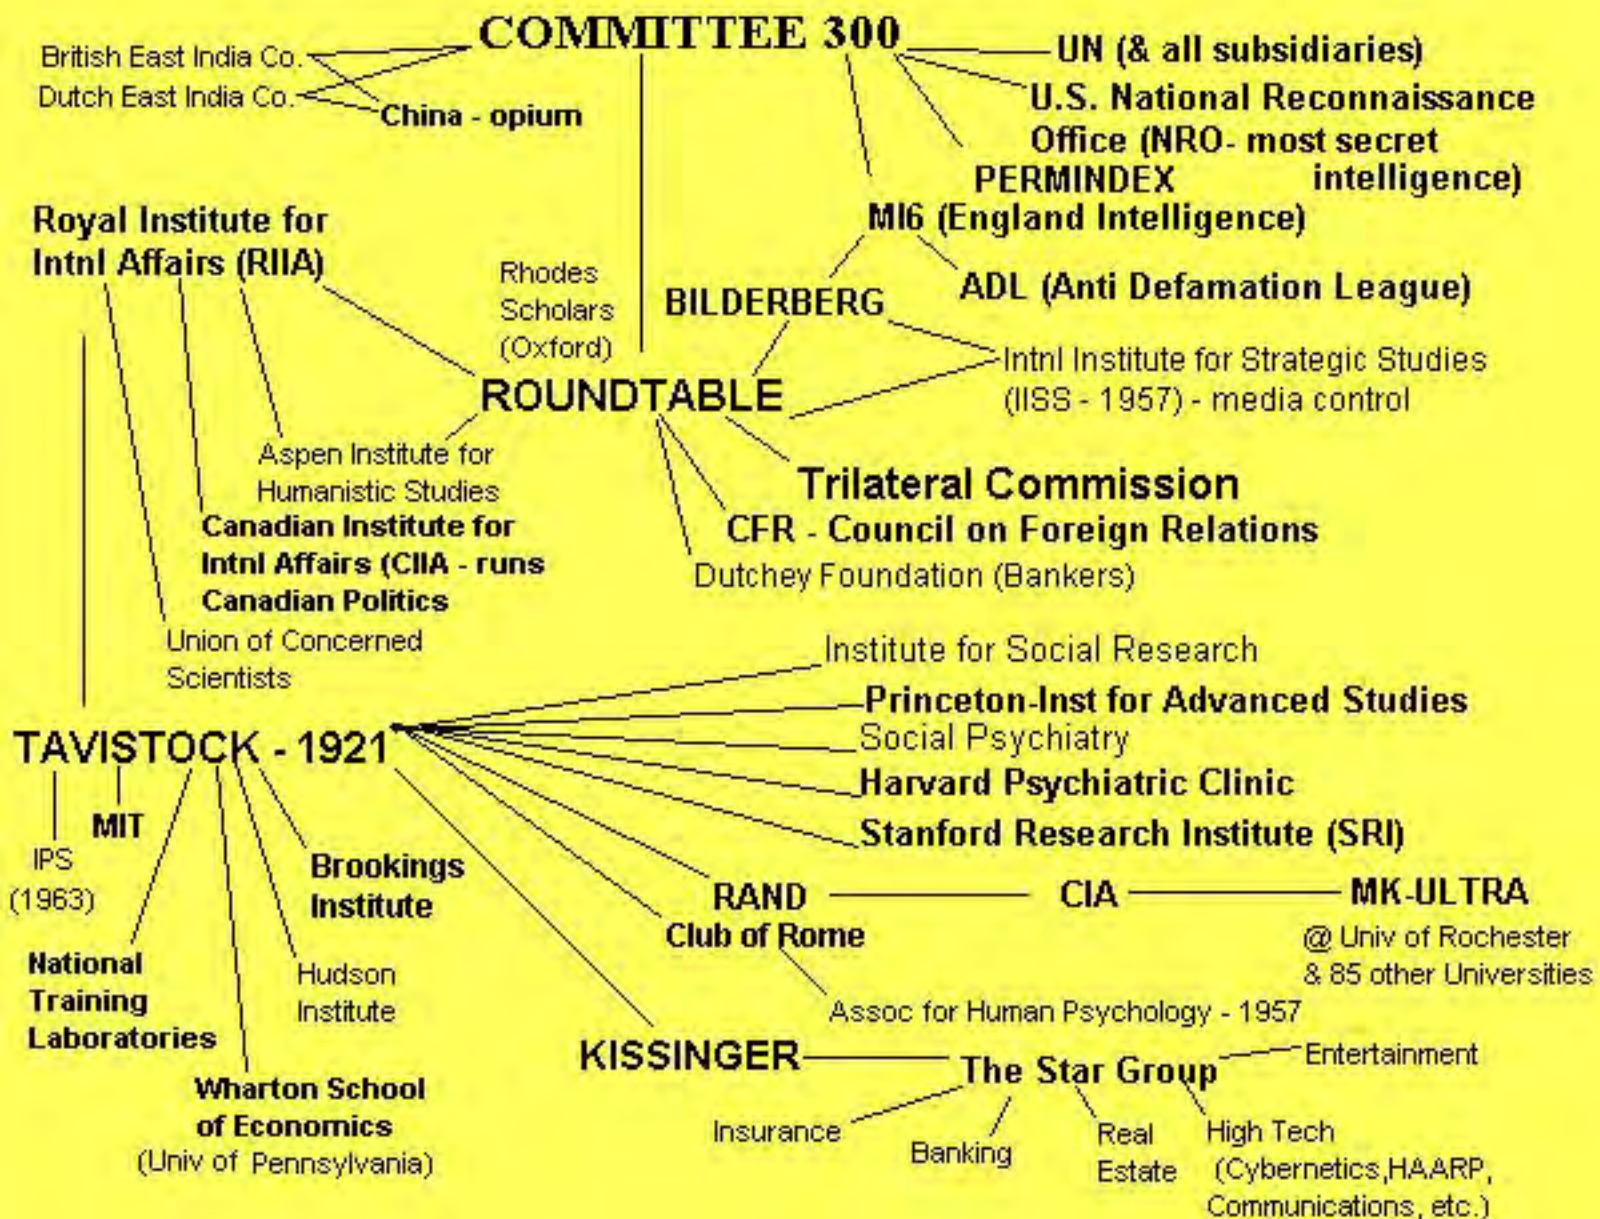 COMMITTEE 300
British East India Co.
Dutch East India Co.
China - opium
UN (& all subsidiaries)
U.S. National Reconnaissance
Office (NRO- most secret
intelligence)
PERMINDEX
MI6 (England Intelligence)
ADL (Anti Defamation League)
Royal Institute for
Intnl Affairs (RIIA)
Rhodes
Scholars
(Oxford)
BILDERBERG
Intnl Institute for Strategic Studies
(IISS - 1957) - media control
ROUNDTABLE
Aspen Institute for
Humanistic Studies
Trilateral Commission
CFR - Council on Foreign Relations
Dutchey Foundation (Bankers)
Canadian Institute for
Intnl Affairs (CIIA - runs
Canadian Politics
Union of Concerned
Scientists
TAVISTOCK - 1921
Institute for Social Research
Princeton-Inst for Advanced Studies
Social Psychiatry
Harvard Psychiatric Clinic
Stanford Research Institute (SRI)
IPS
(1963)
MIT
Brookings
Institute
RAND
CIA
MK-ULTRA
@ Univ of Rochester
& 85 other Universities
Club of Rome
Assoc for Human Psychology - 1957
National
Training
Laboratories
Hudson
Institute
Wharton School
of Economics
(Univ of Pennsylvania)
KISSINGER
The Star Group
Entertainment
Insurance
Banking
Real
Estate
High Tech
(Cybernetics,HAARP,
Communications, etc.)